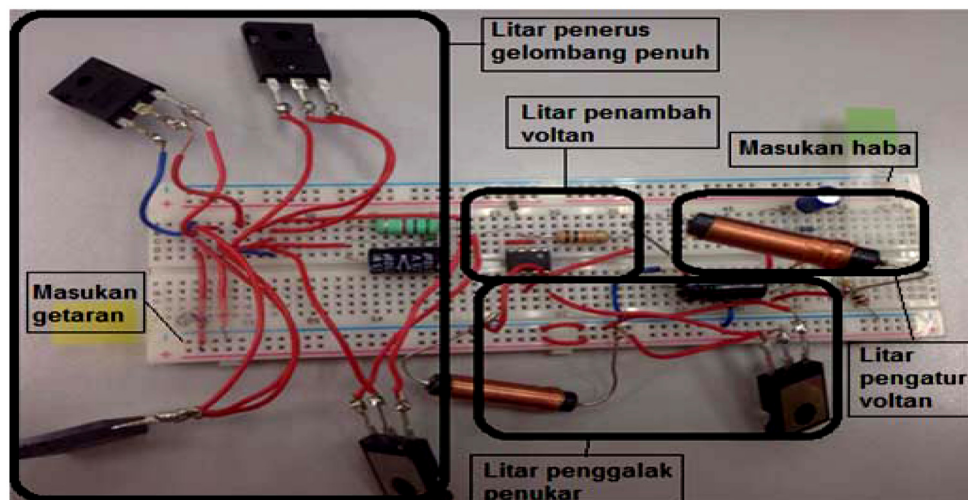 Litar penerus
gelombang penuh
Litar penambah
voltan
Masukan haba
Masukan
getaran
Litar
pengatur
voltan
Litar penggalak
penukar